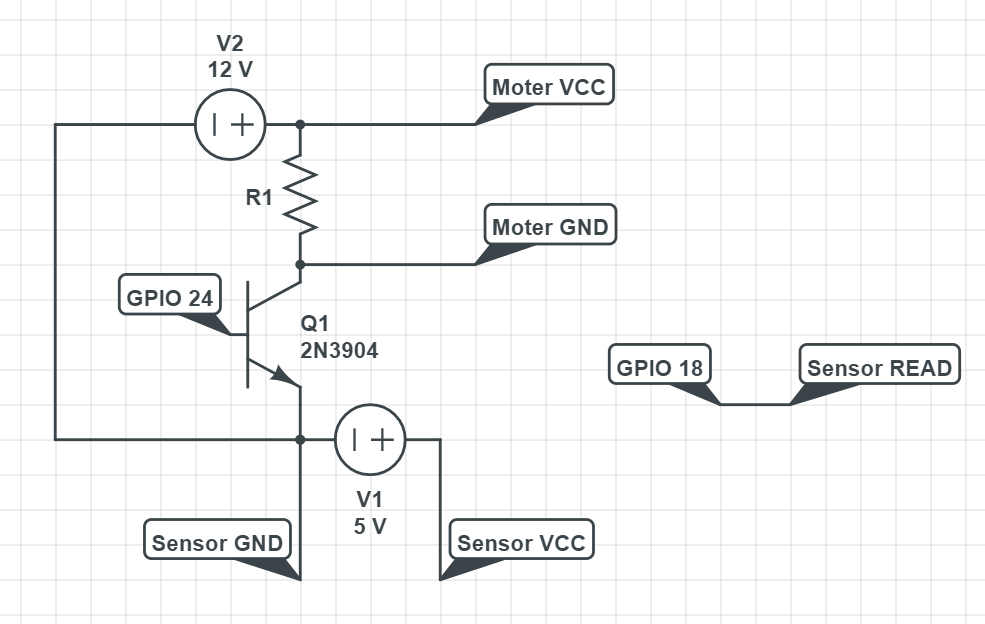 V2
12 V
Moter VCC
R1
Moter GND
GPIO 24
Q1
2N3904
GPIO 18
Sensor READ
V1
5 V
Sensor GND
Sensor VCC